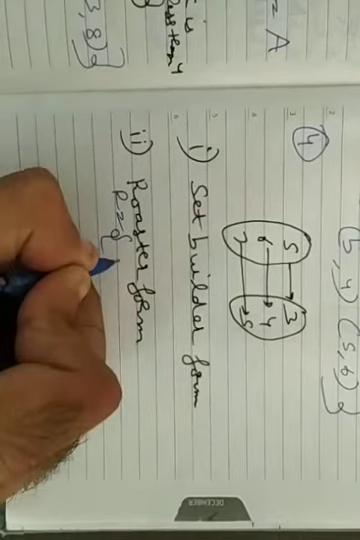 = A
3, 8) }
(5, 4) (5, 6) }
4
5 3
6 4
7 5
i) Set builder form
ii) Roaster form
R = {
DECEMBER